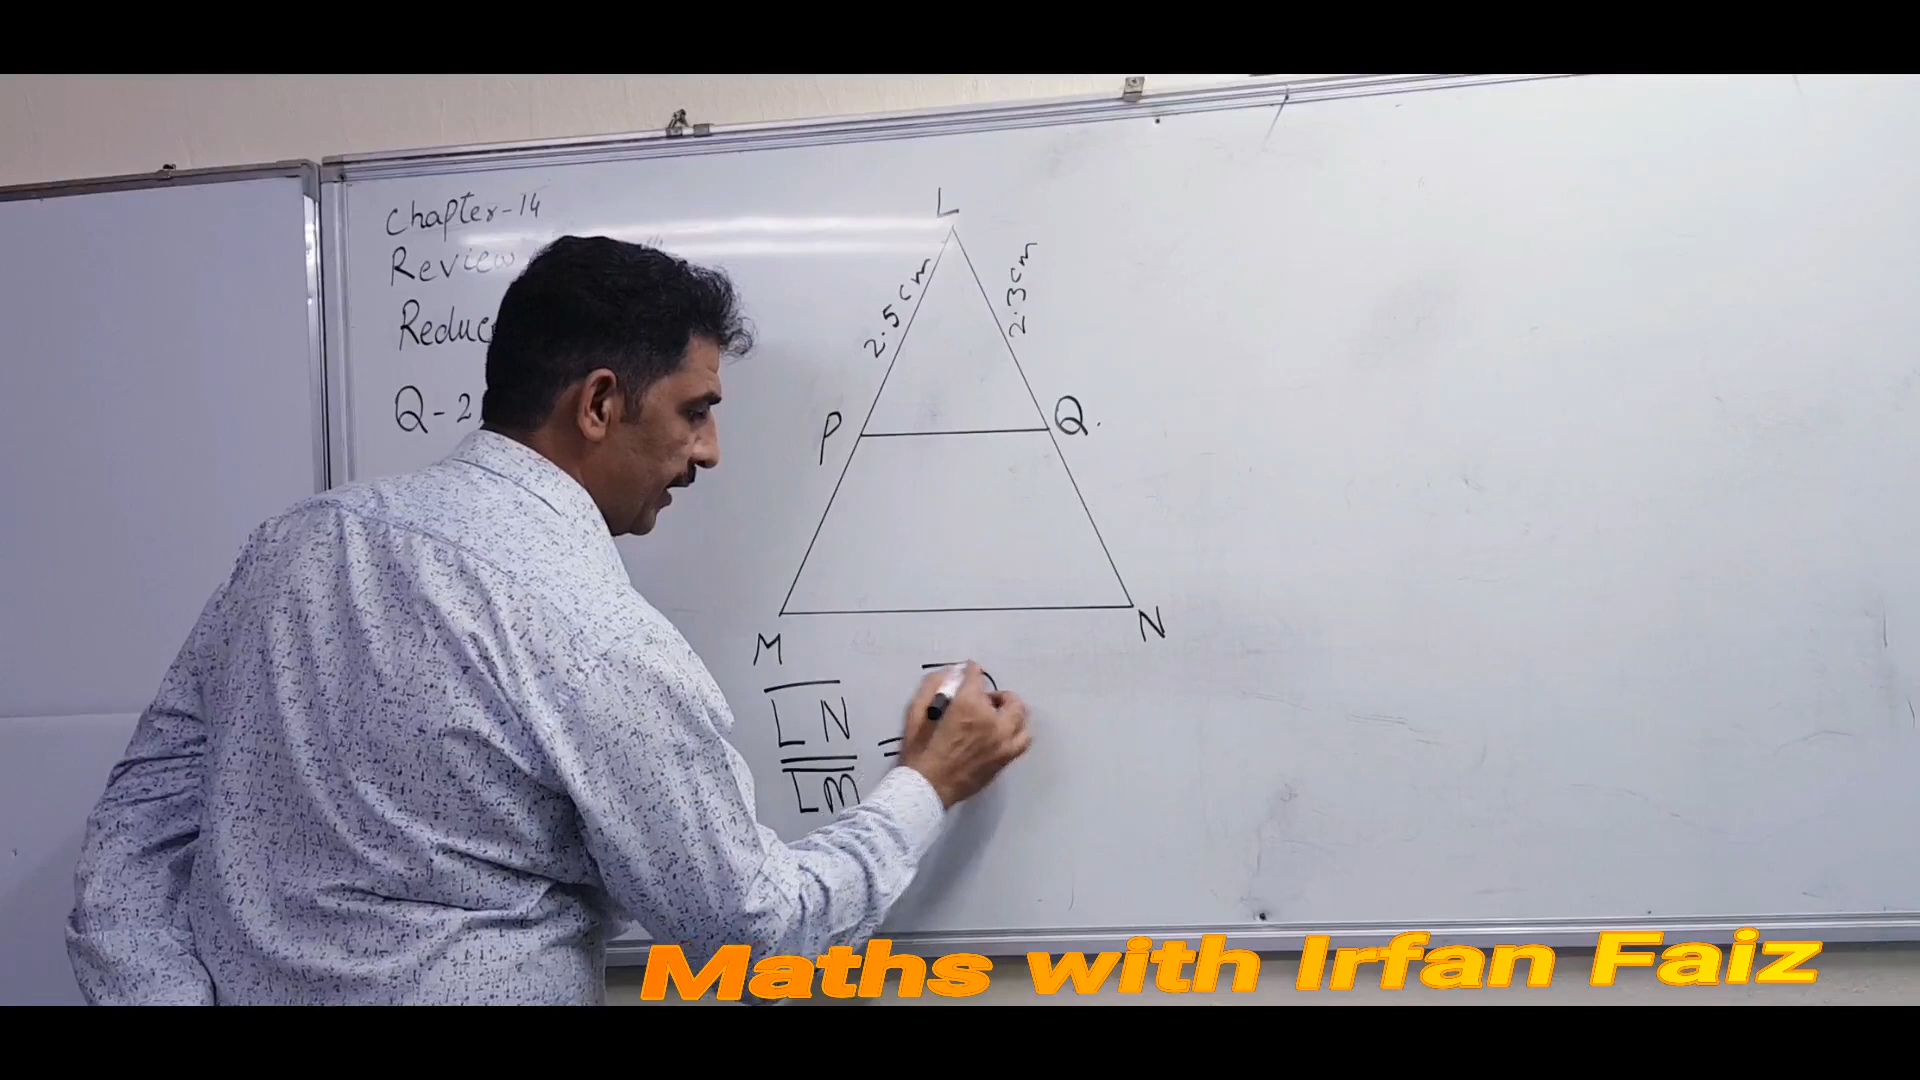 Chapter-14
Review
Reduc
Q-2
L
2.5cm
2.3cm
P
Q.
M
N
LN
=
LM
Maths with Irfan Faiz